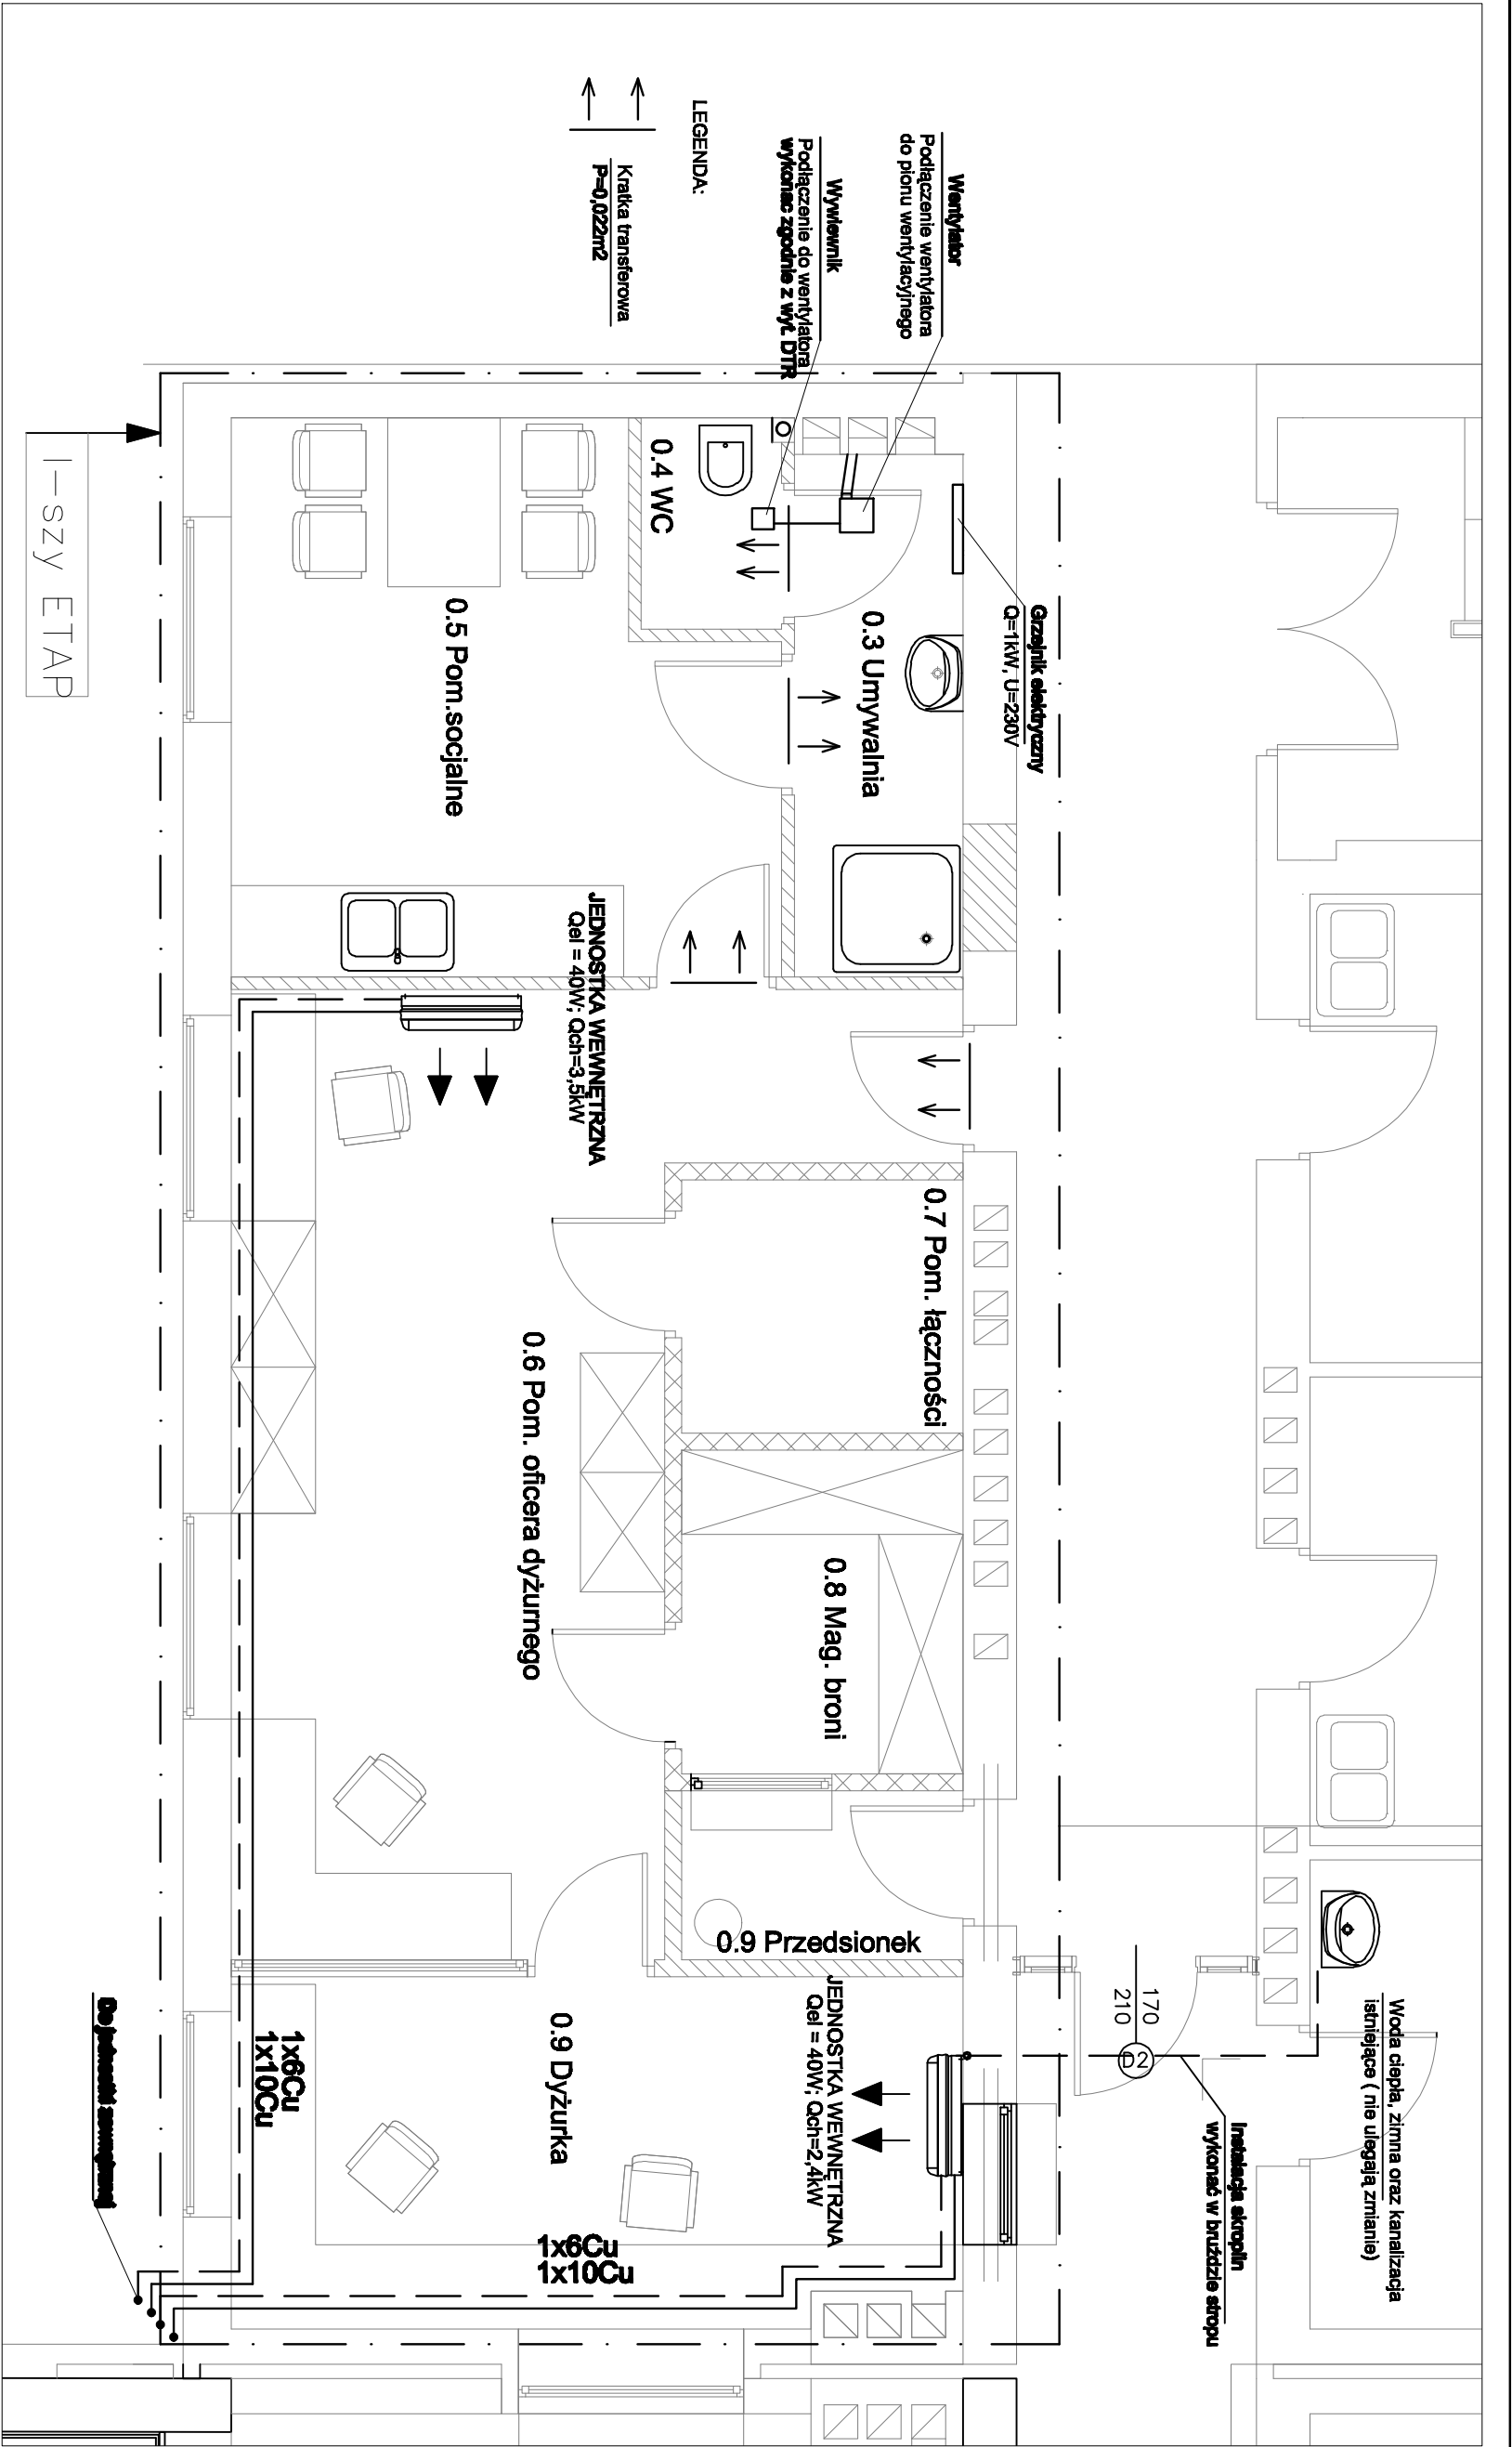 Wentylator
Podłączenie wentylatora
do pionu wentylacyjnego
Wywiewnik
Podłączenie do wentylatora
wykonac zgodnie z wyt. DTR
LEGENDA:
Kratka transferowa
P=0,022m2
I-szy ETAP
Grzejnik elektryczny
Q=1kW, U=230V
0.4 WC
0.3 Umywalnia
0.5 Pom.socjalne
JEDNOSTKA WEWNĘTRZNA
Qel = 40W; Qch=3,5kW
0.7 Pom. łączności
0.6 Pom. oficera dyżurnego
0.8 Mag. broni
0.9 Przedsionek
170
210
D2
Woda ciepła, zimna oraz kanalizacja
istniejące ( nie ulegają zmianie)
Instalacja skroplin
wykonać w bruździe stropu
JEDNOSTKA WEWNĘTRZNA
Qel = 40W; Qch=2,4kW
0.9 Dyżurka
1x6Cu
1x10Cu
1x6Cu
1x10Cu
Do jednostki zewnętrznej